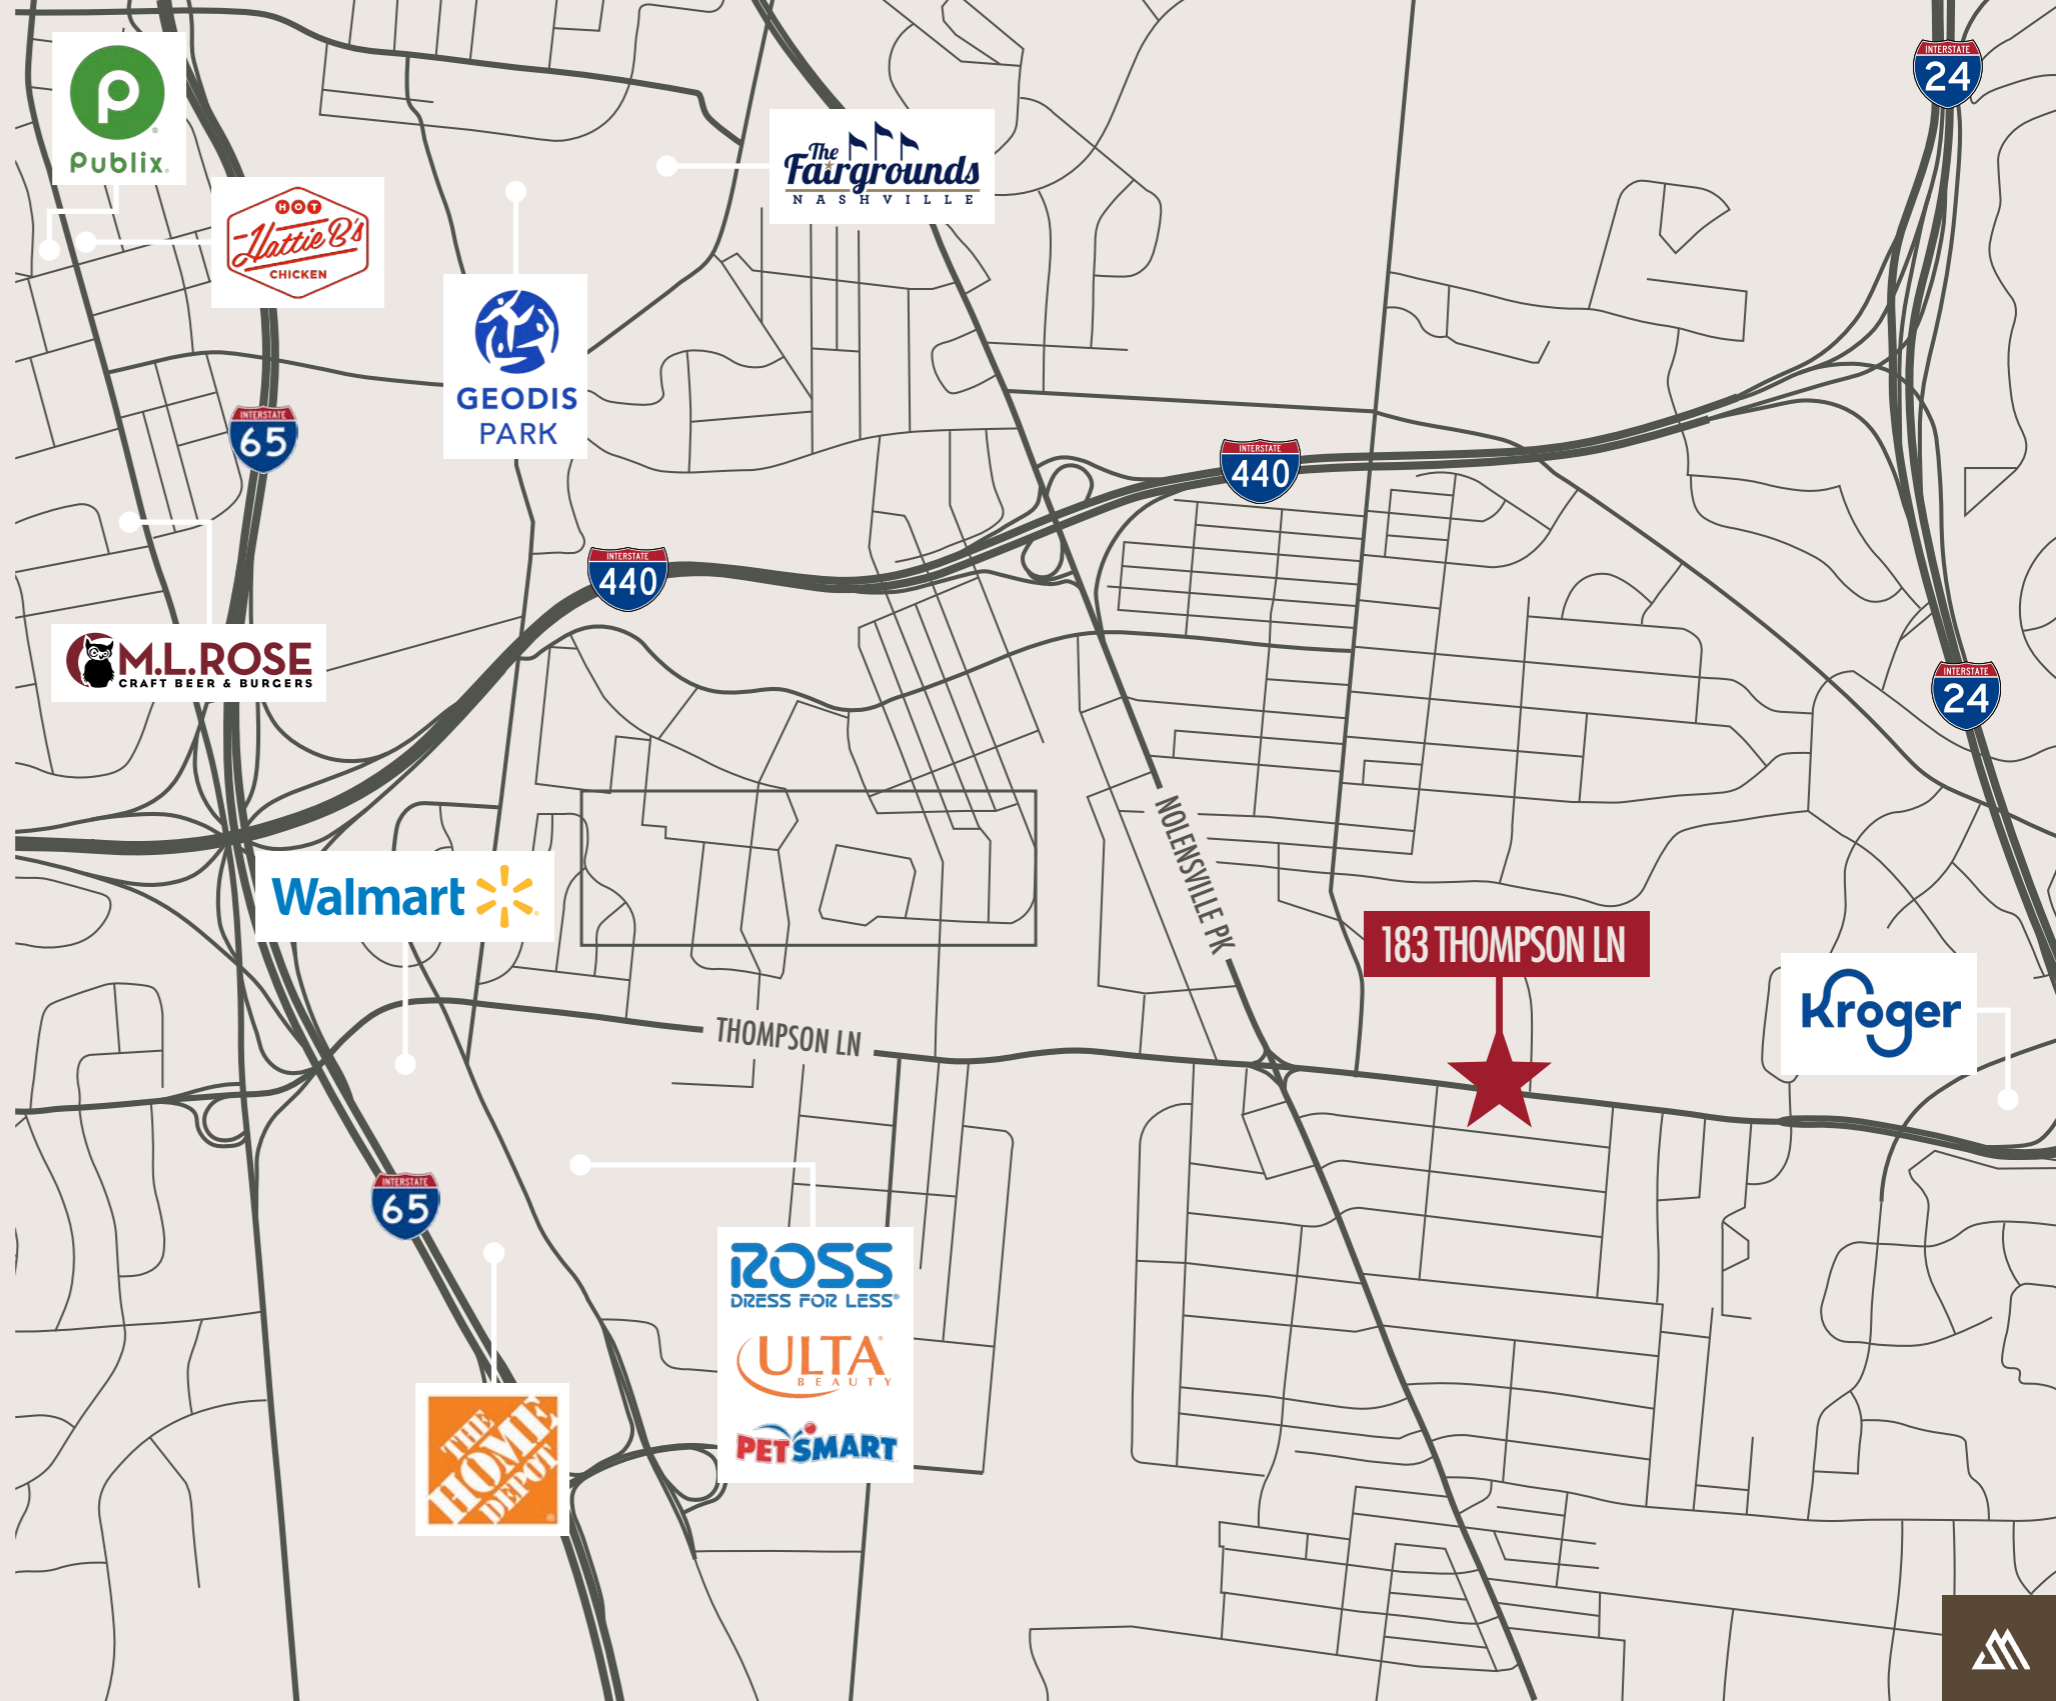 INTERSTATE
24
Publix.
The
Fairgrounds
NASHVILLE
HOT
Hattie B's
CHICKEN
GEODIS
PARK
INTERSTATE
65
INTERSTATE
440
INTERSTATE
440
M.L.ROSE
CRAFT BEER & BURGERS
INTERSTATE
24
NOLENSVILLE PK
Walmart
183 THOMPSON LN
Kroger
THOMPSON LN
INTERSTATE
65
ROSS
DRESS FOR LESS®
ULTA
BEAUTY
PETSMART
THE
HOME
DEPOT